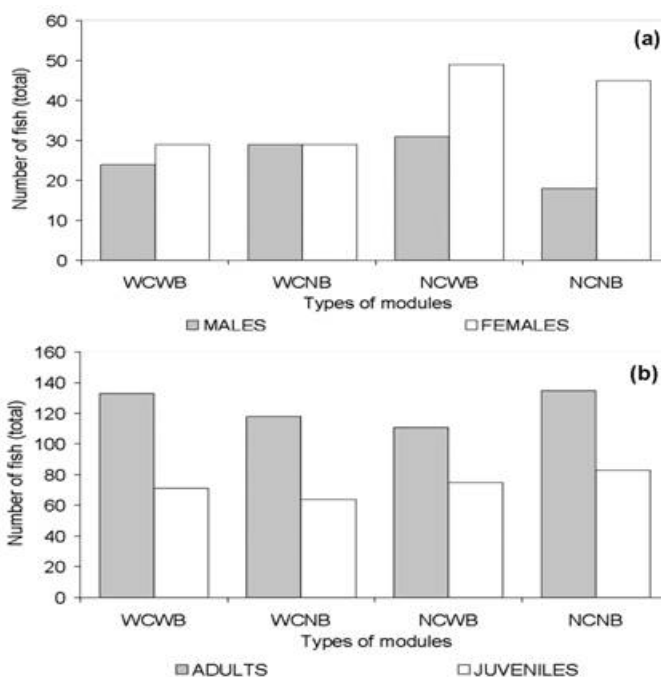 (a)
Number of fish (total)
60
50
40
30
20
10
0
WCWB WCNB NCWB NCNB
Types of modules
MALES FEMALES
(b)
Number of fish (total)
160
140
120
100
80
60
40
20
0
WCWB WCNB NCWB NCNB
Types of modules
ADULTS JUVENILES